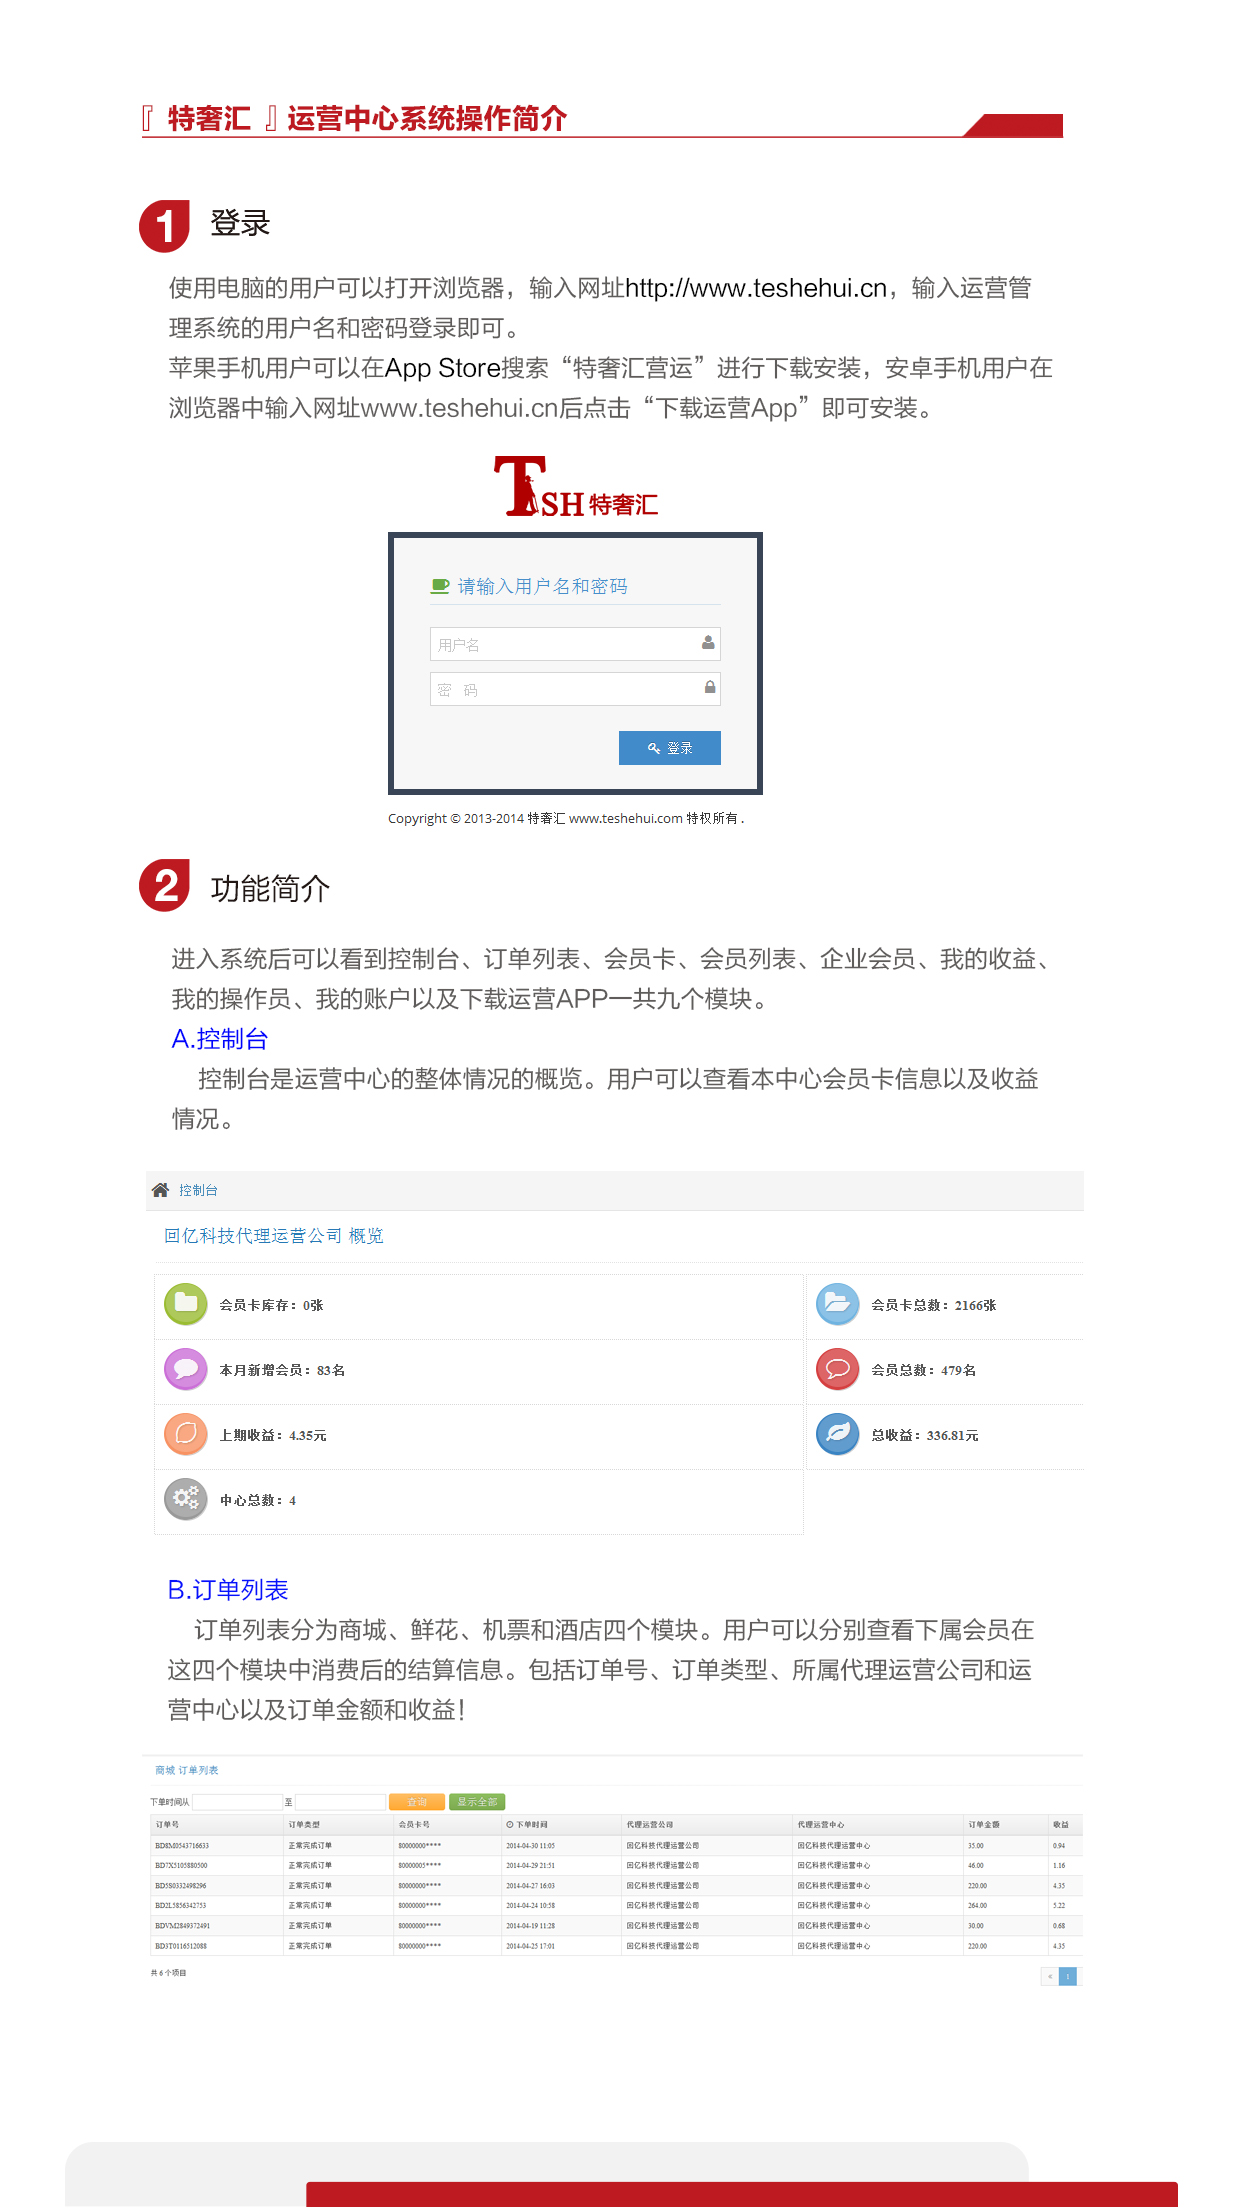 『 特奢汇 』运营中心系统操作简介
1 登录
使用电脑的用户可以打开浏览器，输入网址http://www.teshehui.cn，输入运营管
理系统的用户名和密码登录即可。
苹果手机用户可以在App Store搜索“特奢汇营运”进行下载安装，安卓手机用户在
浏览器中输入网址www.teshehui.cn后点击“下载运营App”即可安装。
TSH 特奢汇
请输入用户名和密码
用户名
密 码
登录
Copyright © 2013-2014 特奢汇 www.teshehui.com 特权所有 .
2 功能简介
进入系统后可以看到控制台、订单列表、会员卡、会员列表、企业会员、我的收益、
我的操作员、我的账户以及下载运营APP一共九个模块。
A.控制台
控制台是运营中心的整体情况的概览。用户可以查看本中心会员卡信息以及收益
情况。
控制台
回亿科技代理运营公司 概览
会员卡库存：0张 会员卡总数：2166张
本月新增会员：83名 会员总数：479名
上期收益：4.35元 总收益：336.81元
中心总数：4
B.订单列表
订单列表分为商城、鲜花、机票和酒店四个模块。用户可以分别查看下属会员在
这四个模块中消费后的结算信息。包括订单号、订单类型、所属代理运营公司和运
营中心以及订单金额和收益！
商城 订单列表
下单时间从 至 查询 显示全部
订单号 订单类型 会员卡号 下单时间 代理运营公司 代理运营中心 订单金额 收益
BD8M0543716633 正常完成订单 80000000**** 2014-04-30 11:05 回亿科技代理运营公司 回亿科技代理运营中心 35.00 0.94
BD7X5105880500 正常完成订单 80000005**** 2014-04-29 21:51 回亿科技代理运营公司 回亿科技代理运营中心 46.00 1.16
BD5S0332498296 正常完成订单 80000000**** 2014-04-27 16:03 回亿科技代理运营公司 回亿科技代理运营中心 220.00 4.35
BD2L5856342753 正常完成订单 80000000**** 2014-04-24 10:58 回亿科技代理运营公司 回亿科技代理运营中心 264.00 5.22
BDVM2849372491 正常完成订单 80000000**** 2014-04-19 11:28 回亿科技代理运营公司 回亿科技代理运营中心 30.00 0.68
BD3T0116512088 正常完成订单 80000000**** 2014-04-25 17:01 回亿科技代理运营公司 回亿科技代理运营中心 220.00 4.35
共 6 个项目
« 1